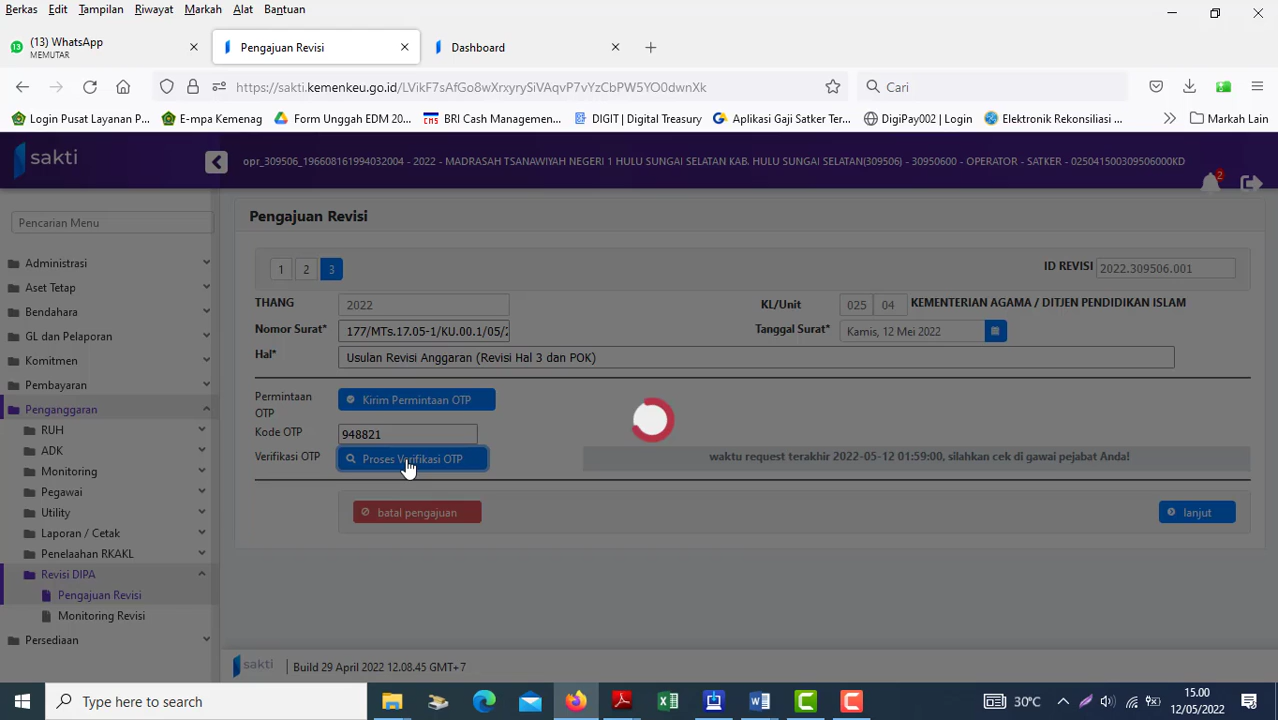 Berkas Edit Tampilan Riwayat Markah Alat Bantuan
(13) WhatsApp
MEMUTAR
Pengajuan Revisi
Dashboard
https://sakti.kemenkeu.go.id/LVikF7sAfGo8wXrxyry$iVAqvP7vYzCbPW5YO0dwnXk
Cari
Login Pusat Layanan P... E-mpa Kemenag Form Unggah EDM 20... BRI Cash Managemen... DIGIT | Digital Treasury Aplikasi Gaji Satker Ter... DigiPay002 | Login Elektronik Rekonsiliasi ... Markah Lain
sakti
opr_309506_196608161994032004 - 2022 - MADRASAH TSANAWIYAH NEGERI 1 HULU SUNGAI SELATAN KAB. HULU SUNGAI SELATAN(309506) - 30950600 - OPERATOR - SATKER - 025041500309506000KD
2
Pencarian Menu
Administrasi
Aset Tetap
Bendahara
GL dan Pelaporan
Komitmen
Pembayaran
Penganggaran
RUH
ADK
Monitoring
Pegawai
Utility
Laporan / Cetak
Penelaahan RKAKL
Revisi DIPA
Pengajuan Revisi
Monitoring Revisi
Persediaan
Pengajuan Revisi
1 2 3
ID REVISI 2022.309506.001
THANG 2022
KL/Unit 025 04 KEMENTERIAN AGAMA / DITJEN PENDIDIKAN ISLAM
Nomor Surat* 177/MTs.17.05-1/KU.00.1/05/2
Tanggal Surat* Kamis, 12 Mei 2022
Hal* Usulan Revisi Anggaran (Revisi Hal 3 dan POK)
Permintaan
OTP
Kirim Permintaan OTP
Kode OTP 948821
Verifikasi OTP Proses Verifikasi OTP
waktu request terakhir 2022-05-12 01:59:00, silahkan cek di gawai pejabat Anda!
batal pengajuan
lanjut
sakti | Build 29 April 2022 12.08.45 GMT+7
Type here to search
30°C
15.00
12/05/2022